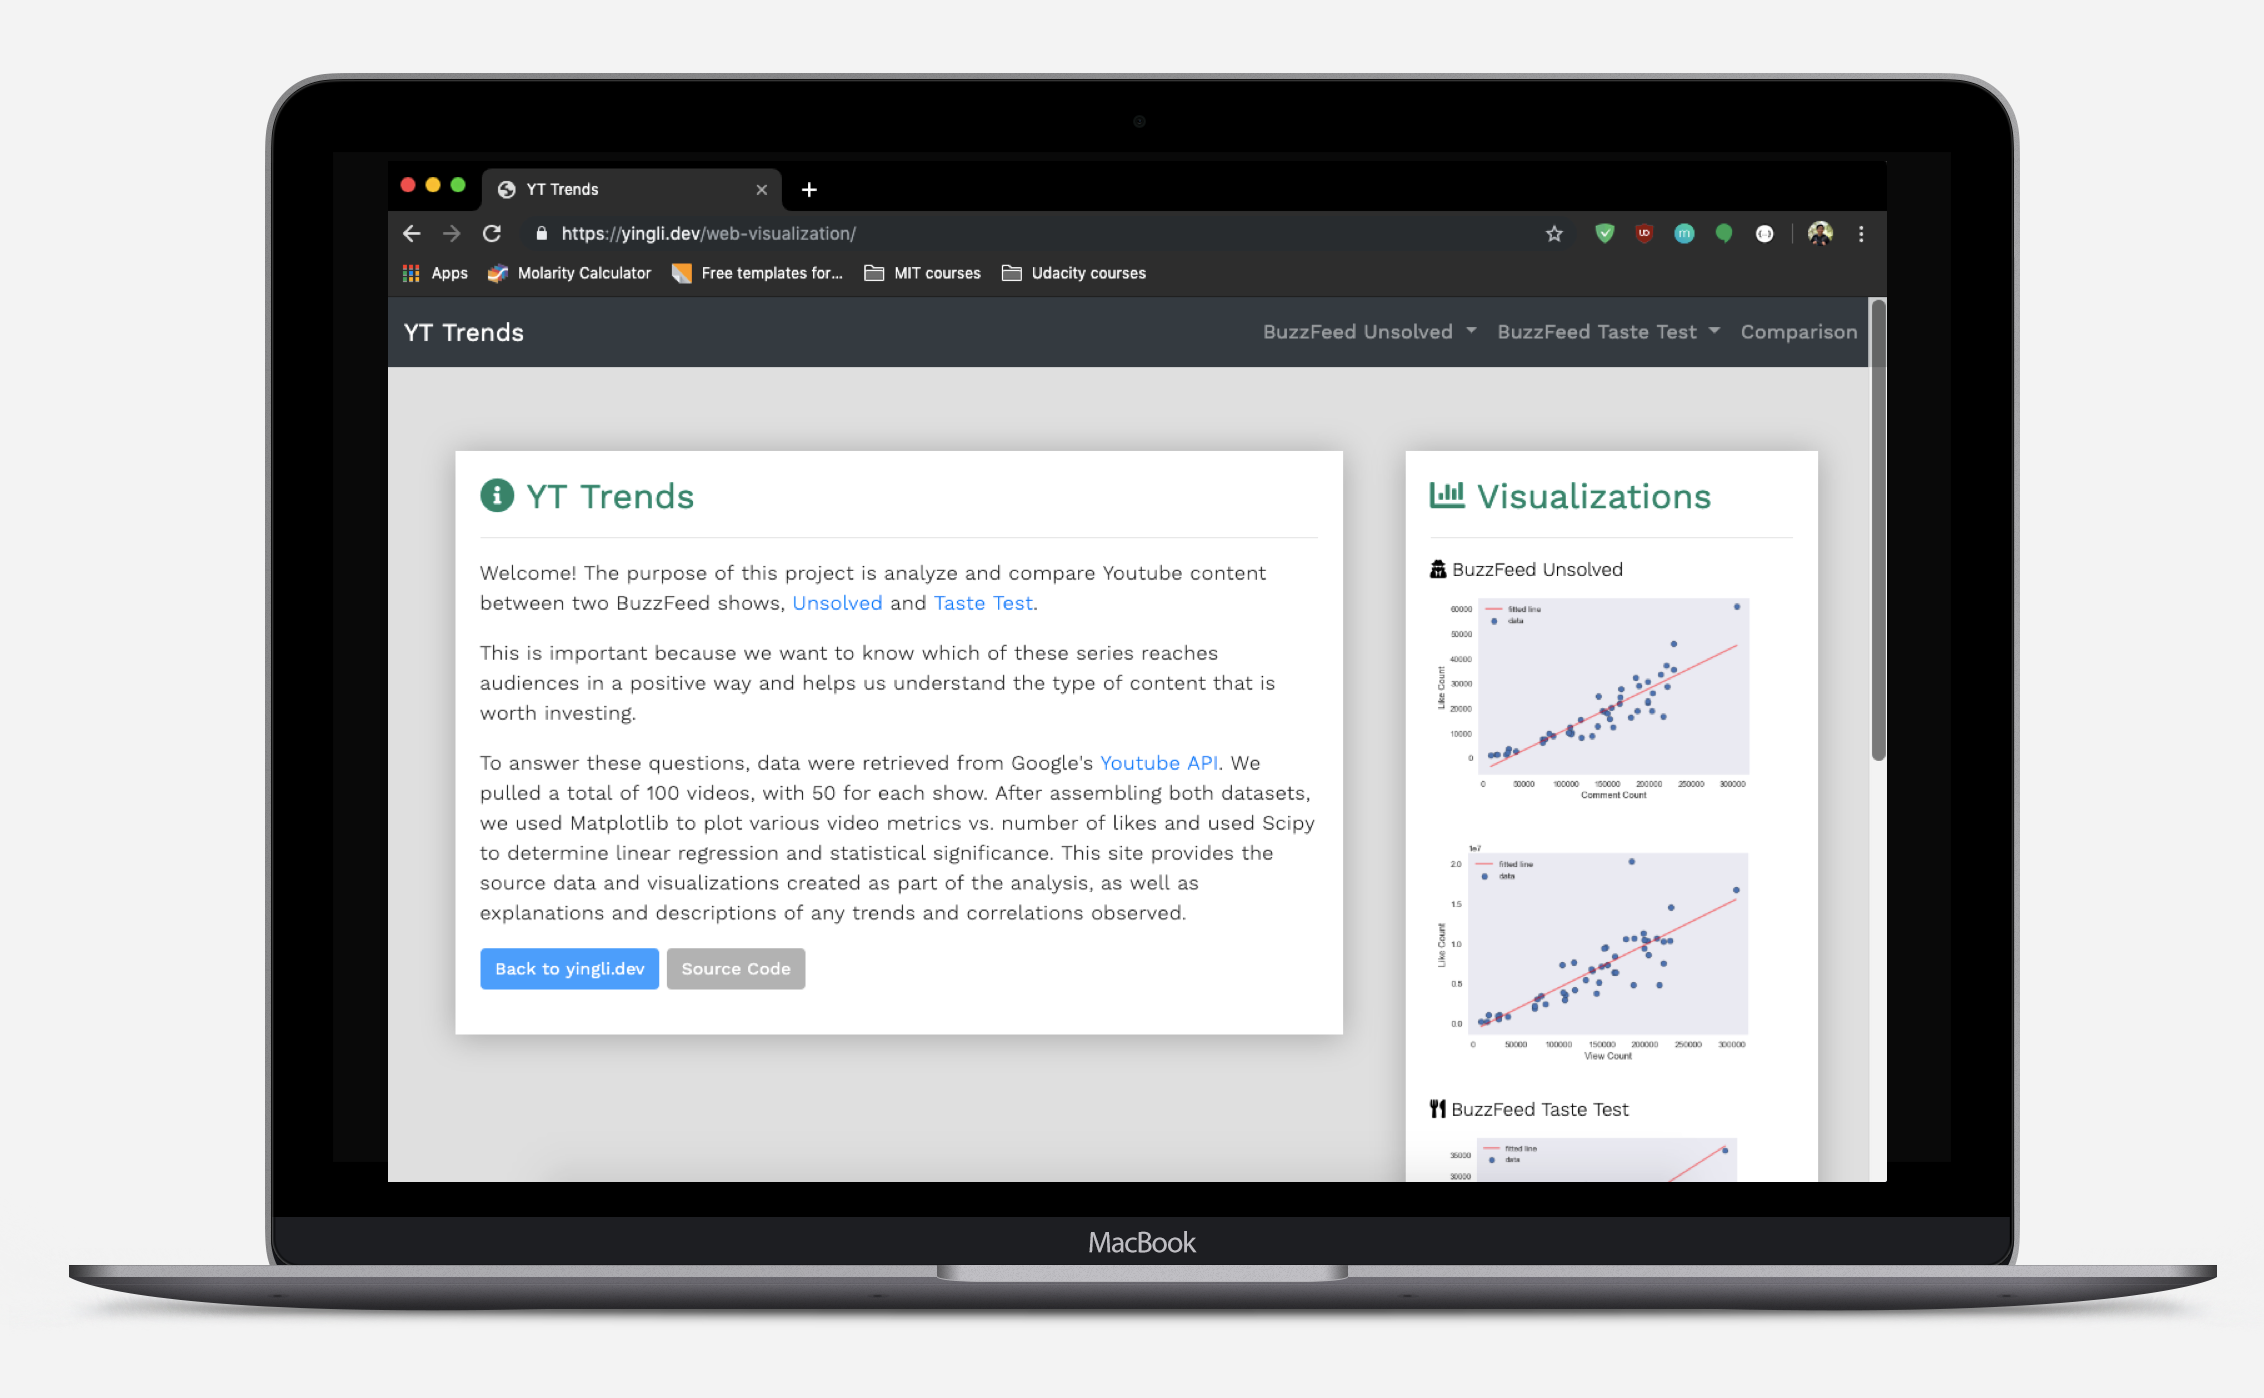 YT Trends
https://yingli.dev/web-visualization/
UD
m
Apps
Molarity Calculator
Free templates for...
MIT courses
Udacity courses
YT Trends
BuzzFeed Unsolved
BuzzFeed Taste Test
Comparison
YT Trends
Welcome! The purpose of this project is analyze and compare Youtube content
between two BuzzFeed shows, Unsolved and Taste Test.
This is important because we want to know which of these series reaches
audiences in a positive way and helps us understand the type of content that is
worth investing.
To answer these questions, data were retrieved from Google's Youtube API. We
pulled a total of 100 videos, with 50 for each show. After assembling both datasets,
we used Matplotlib to plot various video metrics vs. number of likes and used Scipy
to determine linear regression and statistical significance. This site provides the
source data and visualizations created as part of the analysis, as well as
explanations and descriptions of any trends and correlations observed.
Back to yingli.dev
Source Code
Visualizations
BuzzFeed Unsolved
fitted line
data
60000
50000
40000
30000
20000
10000
0
Like Count
0 50000 100000 150000 200000 250000 300000
Comment Count
1e7
fitted line
data
2.0
1.5
1.0
0.5
0.0
Like Count
0 50000 100000 150000 200000 250000 300000
View Count
BuzzFeed Taste Test
fitted line
data
35000
30000
MacBook